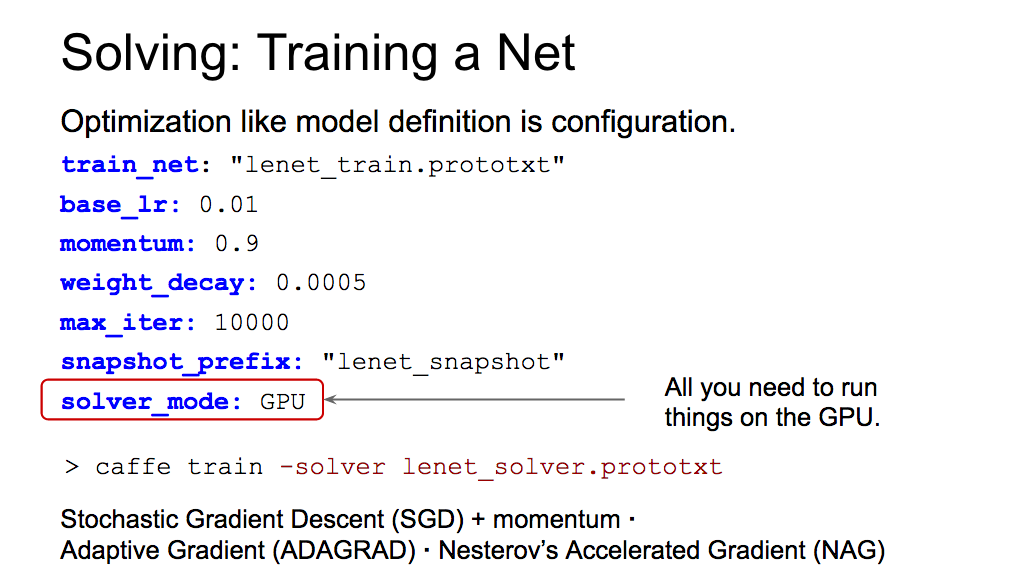 Solving: Training a Net
Optimization like model definition is configuration.
train_net: "lenet_train.prototxt"
base_lr: 0.01
momentum: 0.9
weight_decay: 0.0005
max_iter: 10000
snapshot_prefix: "lenet_snapshot"
solver_mode: GPU
All you need to run
things on the GPU.
> caffe train -solver lenet_solver.prototxt
Stochastic Gradient Descent (SGD) + momentum ·
Adaptive Gradient (ADAGRAD) · Nesterov’s Accelerated Gradient (NAG)